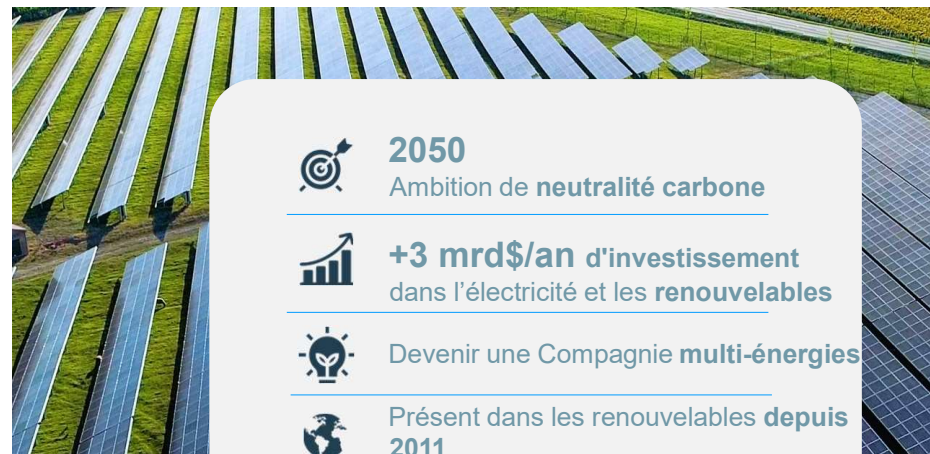 2050
Ambition de neutralité carbone
+3 mrd$/an d'investissement
dans l’électricité et les renouvelables
Devenir une Compagnie multi-énergies
Présent dans les renouvelables depuis
2011